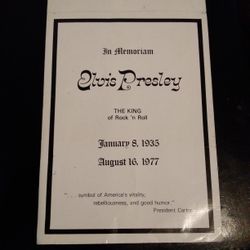 In Memoriam
Elvis Presley
THE KING
of Rock 'n Roll
January 8, 1935
August 16, 1977
". . . symbol of America's vitality,
rebelliousness, and good humor."
President Carter